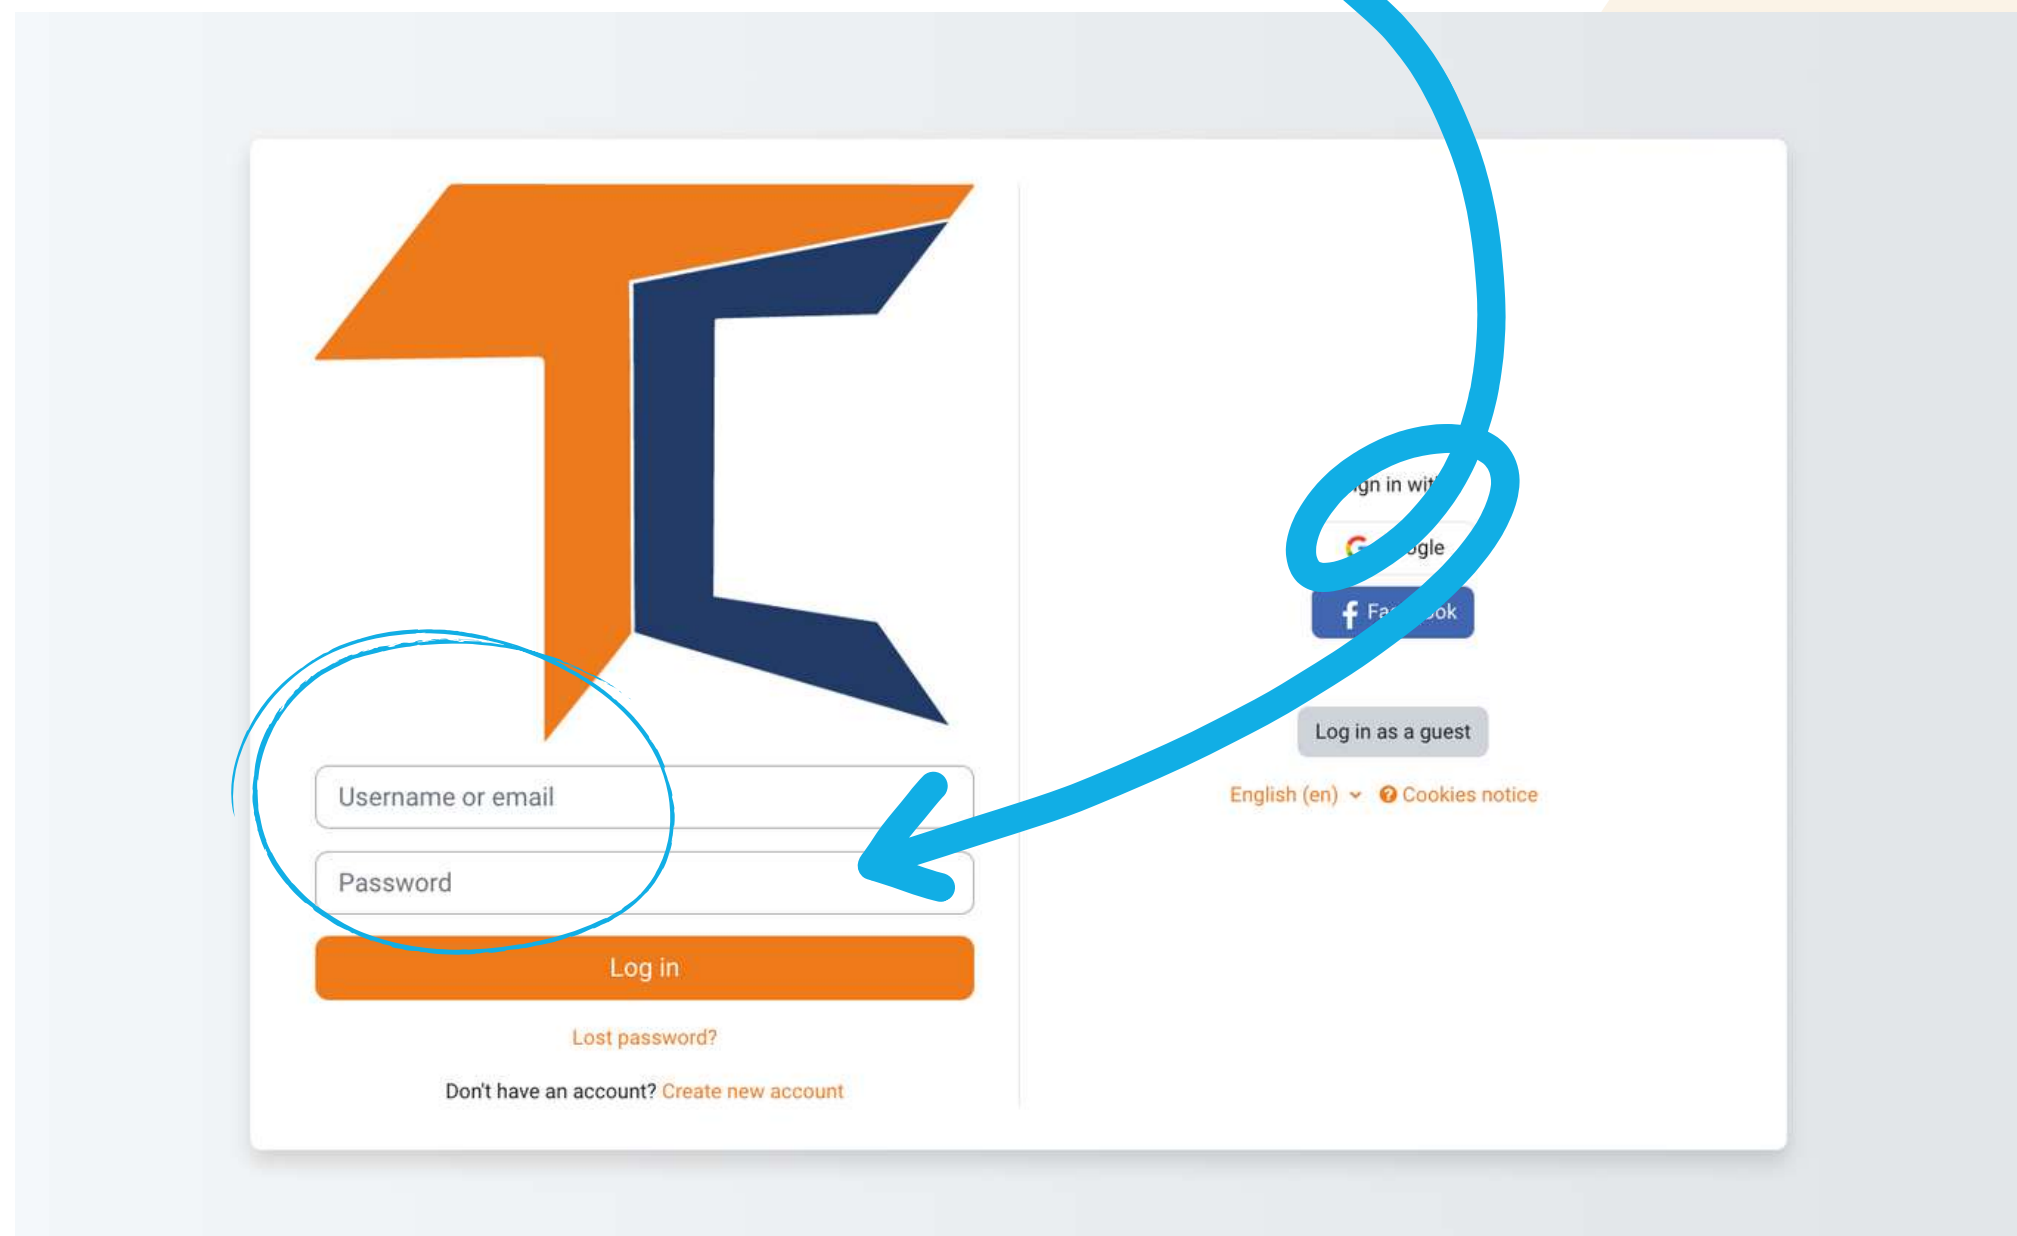 Username or email
Password
Log in
Lost password?
Don't have an account? Create new account
in
Log in as a guest
English (en) Cookies notice